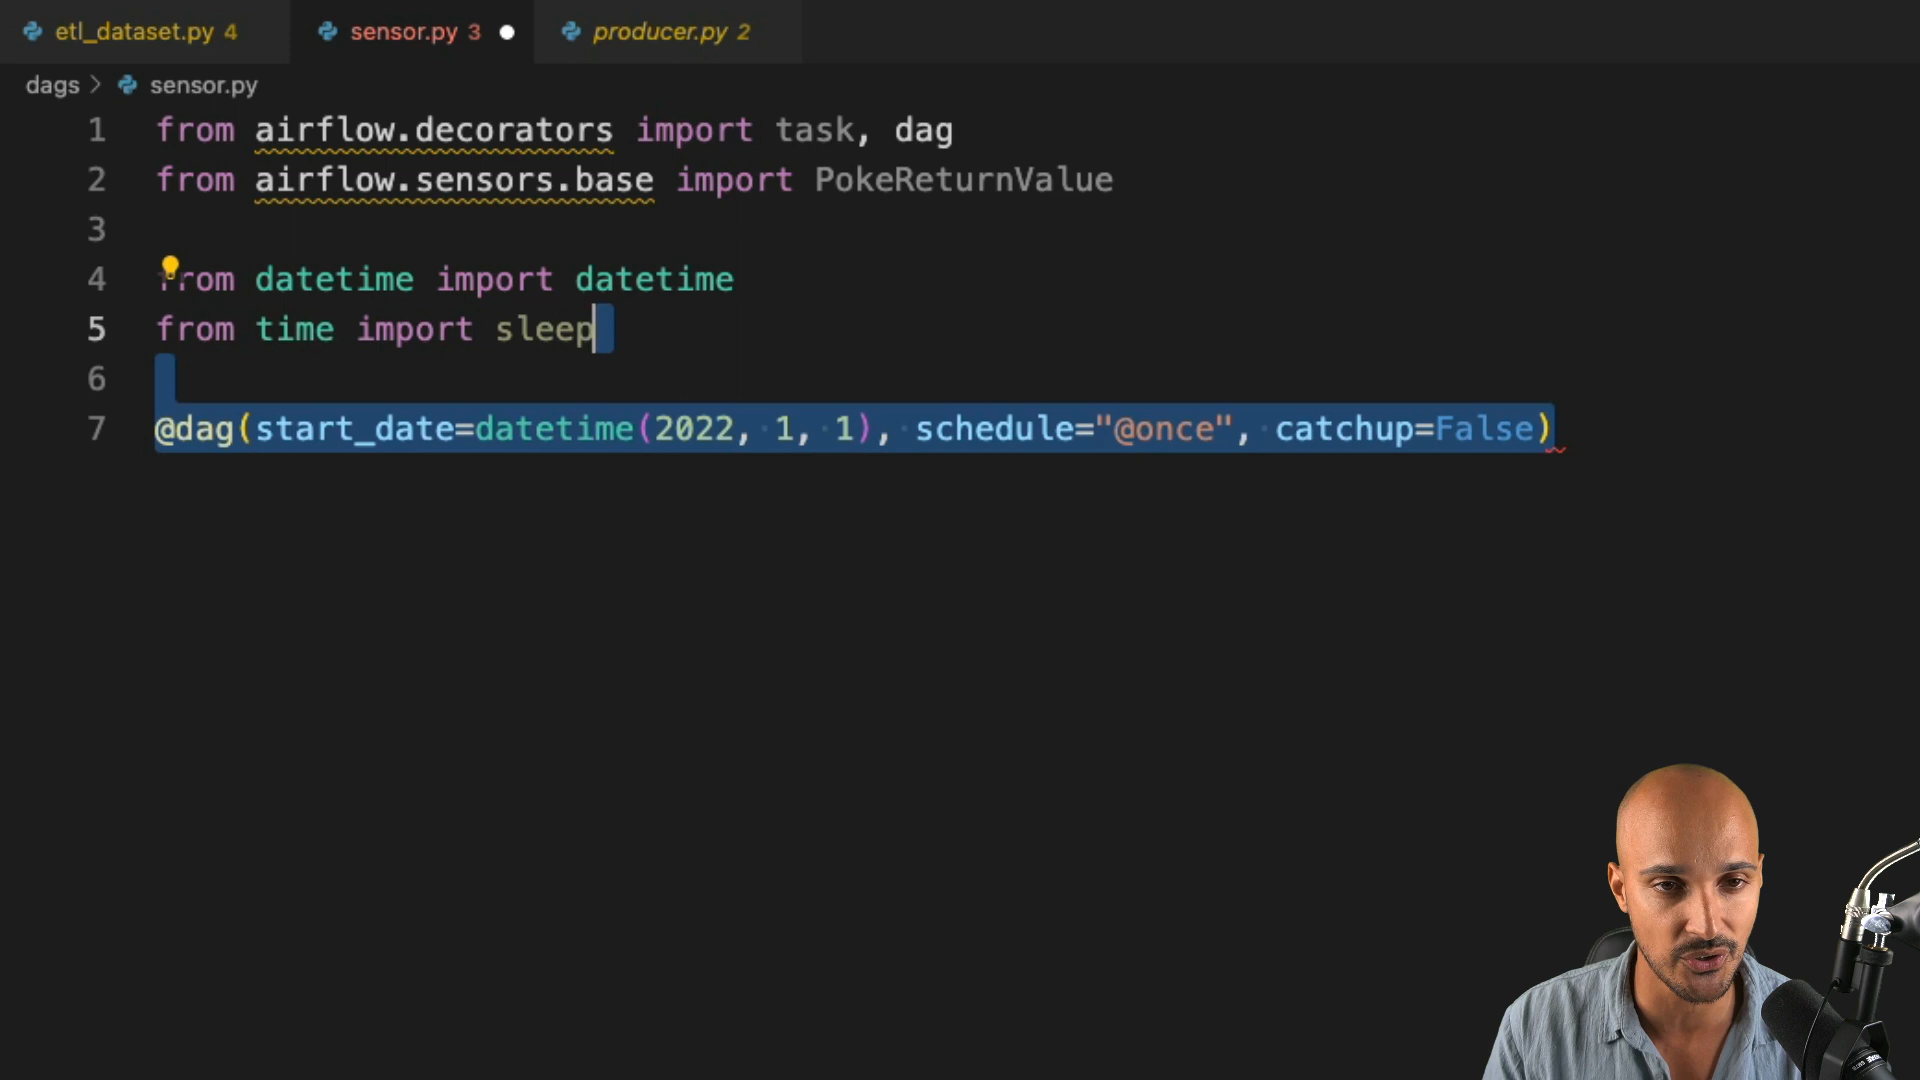 etl_dataset.py 4 sensor.py 3 producer.py 2
dags > sensor.py
1 from airflow.decorators import task, dag
2 from airflow.sensors.base import PokeReturnValue
3
4 from datetime import datetime
5 from time import sleep
6
7 @dag(start_date=datetime(2022, 1, 1), schedule="@once", catchup=False)